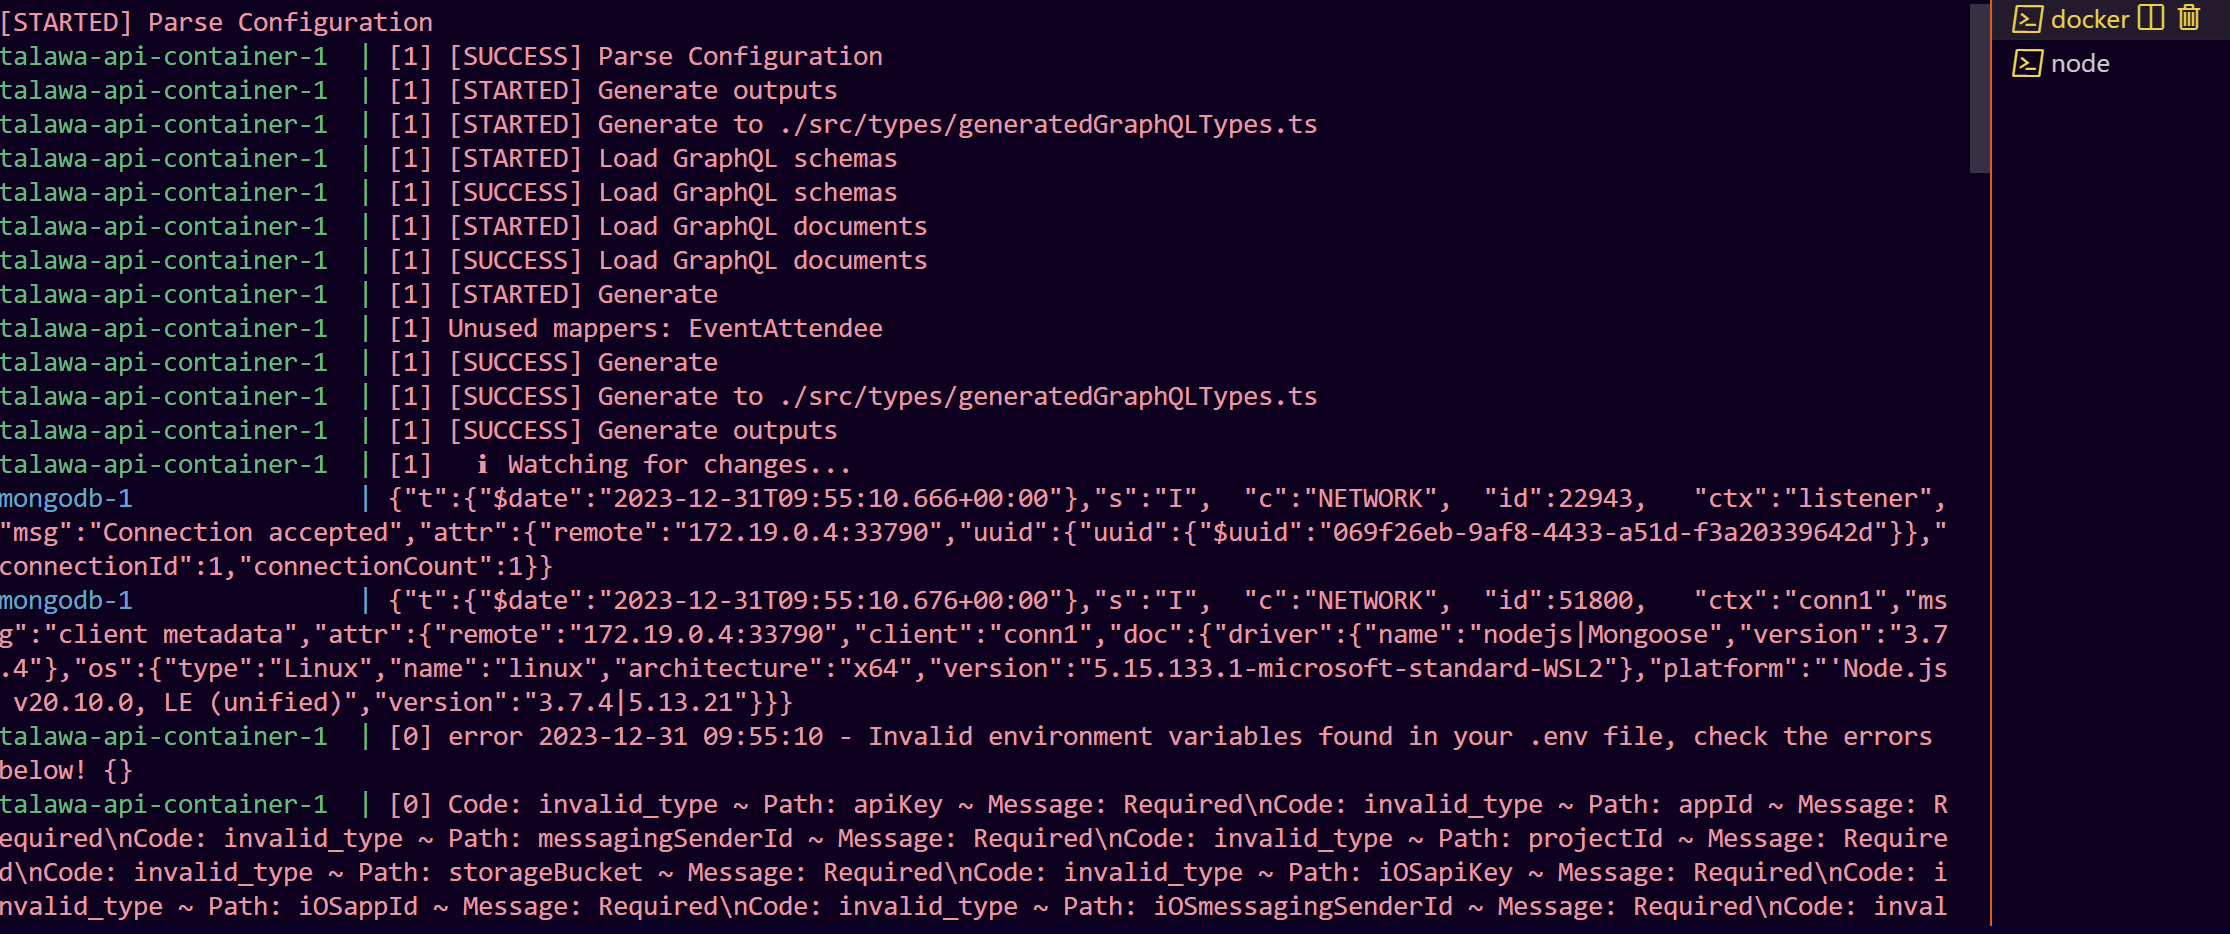 [STARTED] Parse Configuration
talawa-api-container-1  | [1] [SUCCESS] Parse Configuration
talawa-api-container-1  | [1] [STARTED] Generate outputs
talawa-api-container-1  | [1] [STARTED] Generate to ./src/types/generatedGraphQLTypes.ts
talawa-api-container-1  | [1] [STARTED] Load GraphQL schemas
talawa-api-container-1  | [1] [SUCCESS] Load GraphQL schemas
talawa-api-container-1  | [1] [STARTED] Load GraphQL documents
talawa-api-container-1  | [1] [SUCCESS] Load GraphQL documents
talawa-api-container-1  | [1] [STARTED] Generate
talawa-api-container-1  | [1] Unused mappers: EventAttendee
talawa-api-container-1  | [1] [SUCCESS] Generate
talawa-api-container-1  | [1] [SUCCESS] Generate to ./src/types/generatedGraphQLTypes.ts
talawa-api-container-1  | [1] [SUCCESS] Generate outputs
talawa-api-container-1  | [1]   ℹ Watching for changes...
mongodb-1               | {"t":{"$date":"2023-12-31T09:55:10.666+00:00"},"s":"I",  "c":"NETWORK",  "id":22943,   "ctx":"listener",
"msg":"Connection accepted","attr":{"remote":"172.19.0.4:33790","uuid":{"uuid":{"$uuid":"069f26eb-9af8-4433-a51d-f3a20339642d"}},"
connectionId":1,"connectionCount":1}}
mongodb-1               | {"t":{"$date":"2023-12-31T09:55:10.676+00:00"},"s":"I",  "c":"NETWORK",  "id":51800,   "ctx":"conn1","ms
g":"client metadata","attr":{"remote":"172.19.0.4:33790","client":"conn1","doc":{"driver":{"name":"nodejs|Mongoose","version":"3.7
.4"},"os":{"type":"Linux","name":"linux","architecture":"x64","version":"5.15.133.1-microsoft-standard-WSL2"},"platform":"'Node.js
 v20.10.0, LE (unified)","version":"3.7.4|5.13.21"}}}
talawa-api-container-1  | [0] error 2023-12-31 09:55:10 - Invalid environment variables found in your .env file, check the errors
below! {}
talawa-api-container-1  | [0] Code: invalid_type ~ Path: apiKey ~ Message: Required\nCode: invalid_type ~ Path: appId ~ Message: R
equired\nCode: invalid_type ~ Path: messagingSenderId ~ Message: Required\nCode: invalid_type ~ Path: projectId ~ Message: Require
d\nCode: invalid_type ~ Path: storageBucket ~ Message: Required\nCode: invalid_type ~ Path: iOSapiKey ~ Message: Required\nCode: i
nvalid_type ~ Path: iOSappId ~ Message: Required\nCode: invalid_type ~ Path: iOSmessagingSenderId ~ Message: Required\nCode: inval
docker
node